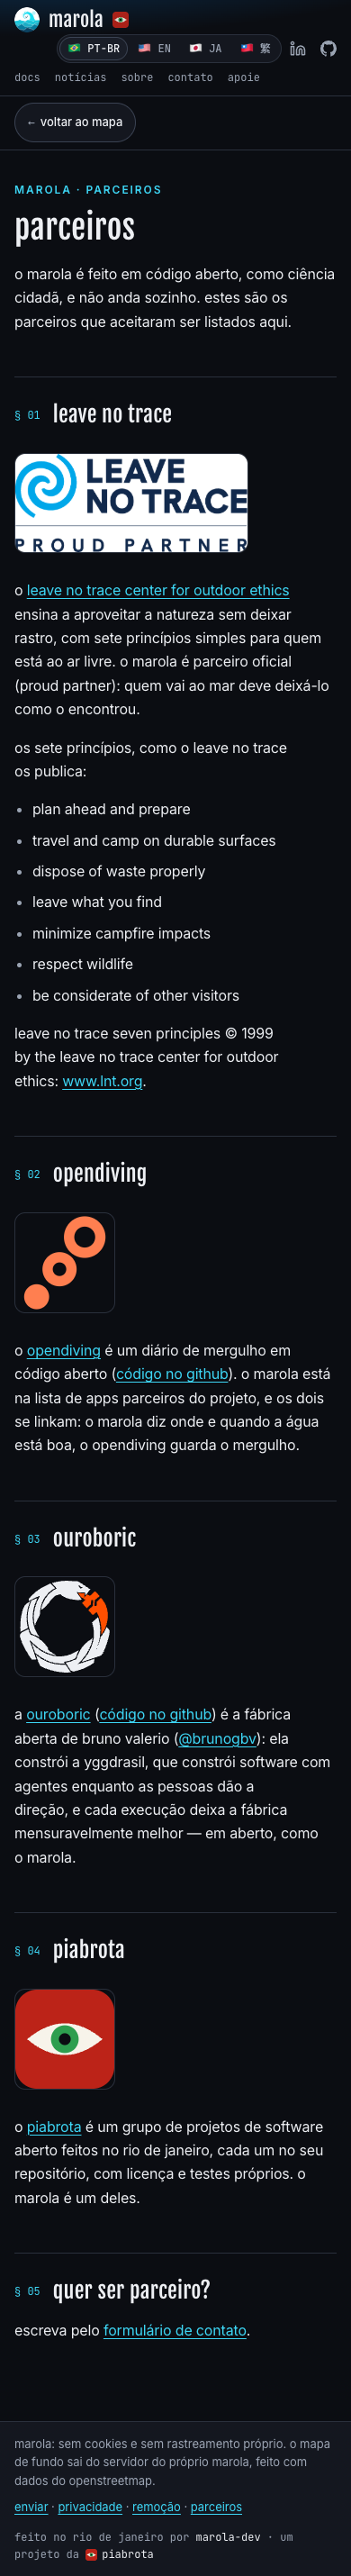 marola
PT-BR EN JA 繁
docs notícias sobre contato apoie
← voltar ao mapa
MAROLA · PARCEIROS
parceiros
o marola é feito em código aberto, como ciência
cidadã, e não anda sozinho. estes são os
parceiros que aceitaram ser listados aqui.
§ 01 leave no trace
LEAVE
NO TRACE
PROUD PARTNER
o leave no trace center for outdoor ethics
ensina a aproveitar a natureza sem deixar
rastro, com sete princípios simples para quem
está ao ar livre. o marola é parceiro oficial
(proud partner): quem vai ao mar deve deixá-lo
como o encontrou.
os sete princípios, como o leave no trace
os publica:
• plan ahead and prepare
• travel and camp on durable surfaces
• dispose of waste properly
• leave what you find
• minimize campfire impacts
• respect wildlife
• be considerate of other visitors
leave no trace seven principles © 1999
by the leave no trace center for outdoor
ethics: www.lnt.org.
§ 02 opendiving
o opendiving é um diário de mergulho em
código aberto (código no github). o marola está
na lista de apps parceiros do projeto, e os dois
se linkam: o marola diz onde e quando a água
está boa, o opendiving guarda o mergulho.
§ 03 ouroboric
a ouroboric (código no github) é a fábrica
aberta de bruno valerio (@brunogbv): ela
constrói a yggdrasil, que constrói software com
agentes enquanto as pessoas dão a
direção, e cada execução deixa a fábrica
mensuravelmente melhor — em aberto, como
o marola.
§ 04 piabrota
o piabrota é um grupo de projetos de software
aberto feitos no rio de janeiro, cada um no seu
repositório, com licença e testes próprios. o
marola é um deles.
§ 05 quer ser parceiro?
escreva pelo formulário de contato.
marola: sem cookies e sem rastreamento próprio. o mapa
de fundo sai do servidor do próprio marola, feito com
dados do openstreetmap.
enviar · privacidade · remoção · parceiros
feito no rio de janeiro por marola-dev · um
projeto da piabrota